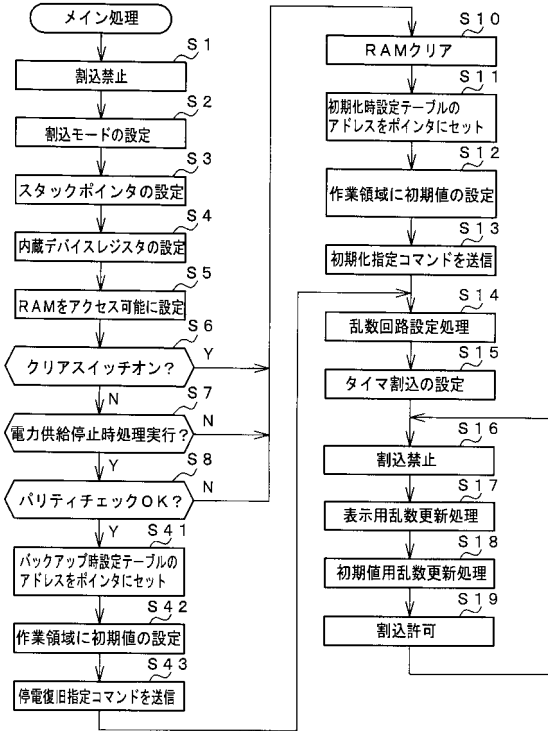 メイン処理
S1
割込禁止
S2
割込モードの設定
S3
スタックポインタの設定
S4
内蔵デバイスレジスタの設定
S5
RAMをアクセス可能に設定
S6
クリアスイッチオン?
Y
N
S7
電力供給停止時処理実行?
N
Y
S8
パリティチェックOK?
N
Y
S41
バックアップ時設定テーブルの
アドレスをポインタにセット
S42
作業領域に初期値の設定
S43
停電復旧指定コマンドを送信
S10
RAMクリア
S11
初期化時設定テーブルの
アドレスをポインタにセット
S12
作業領域に初期値の設定
S13
初期化指定コマンドを送信
S14
乱数回路設定処理
S15
タイマ割込の設定
S16
割込禁止
S17
表示用乱数更新処理
S18
初期値用乱数更新処理
S19
割込許可